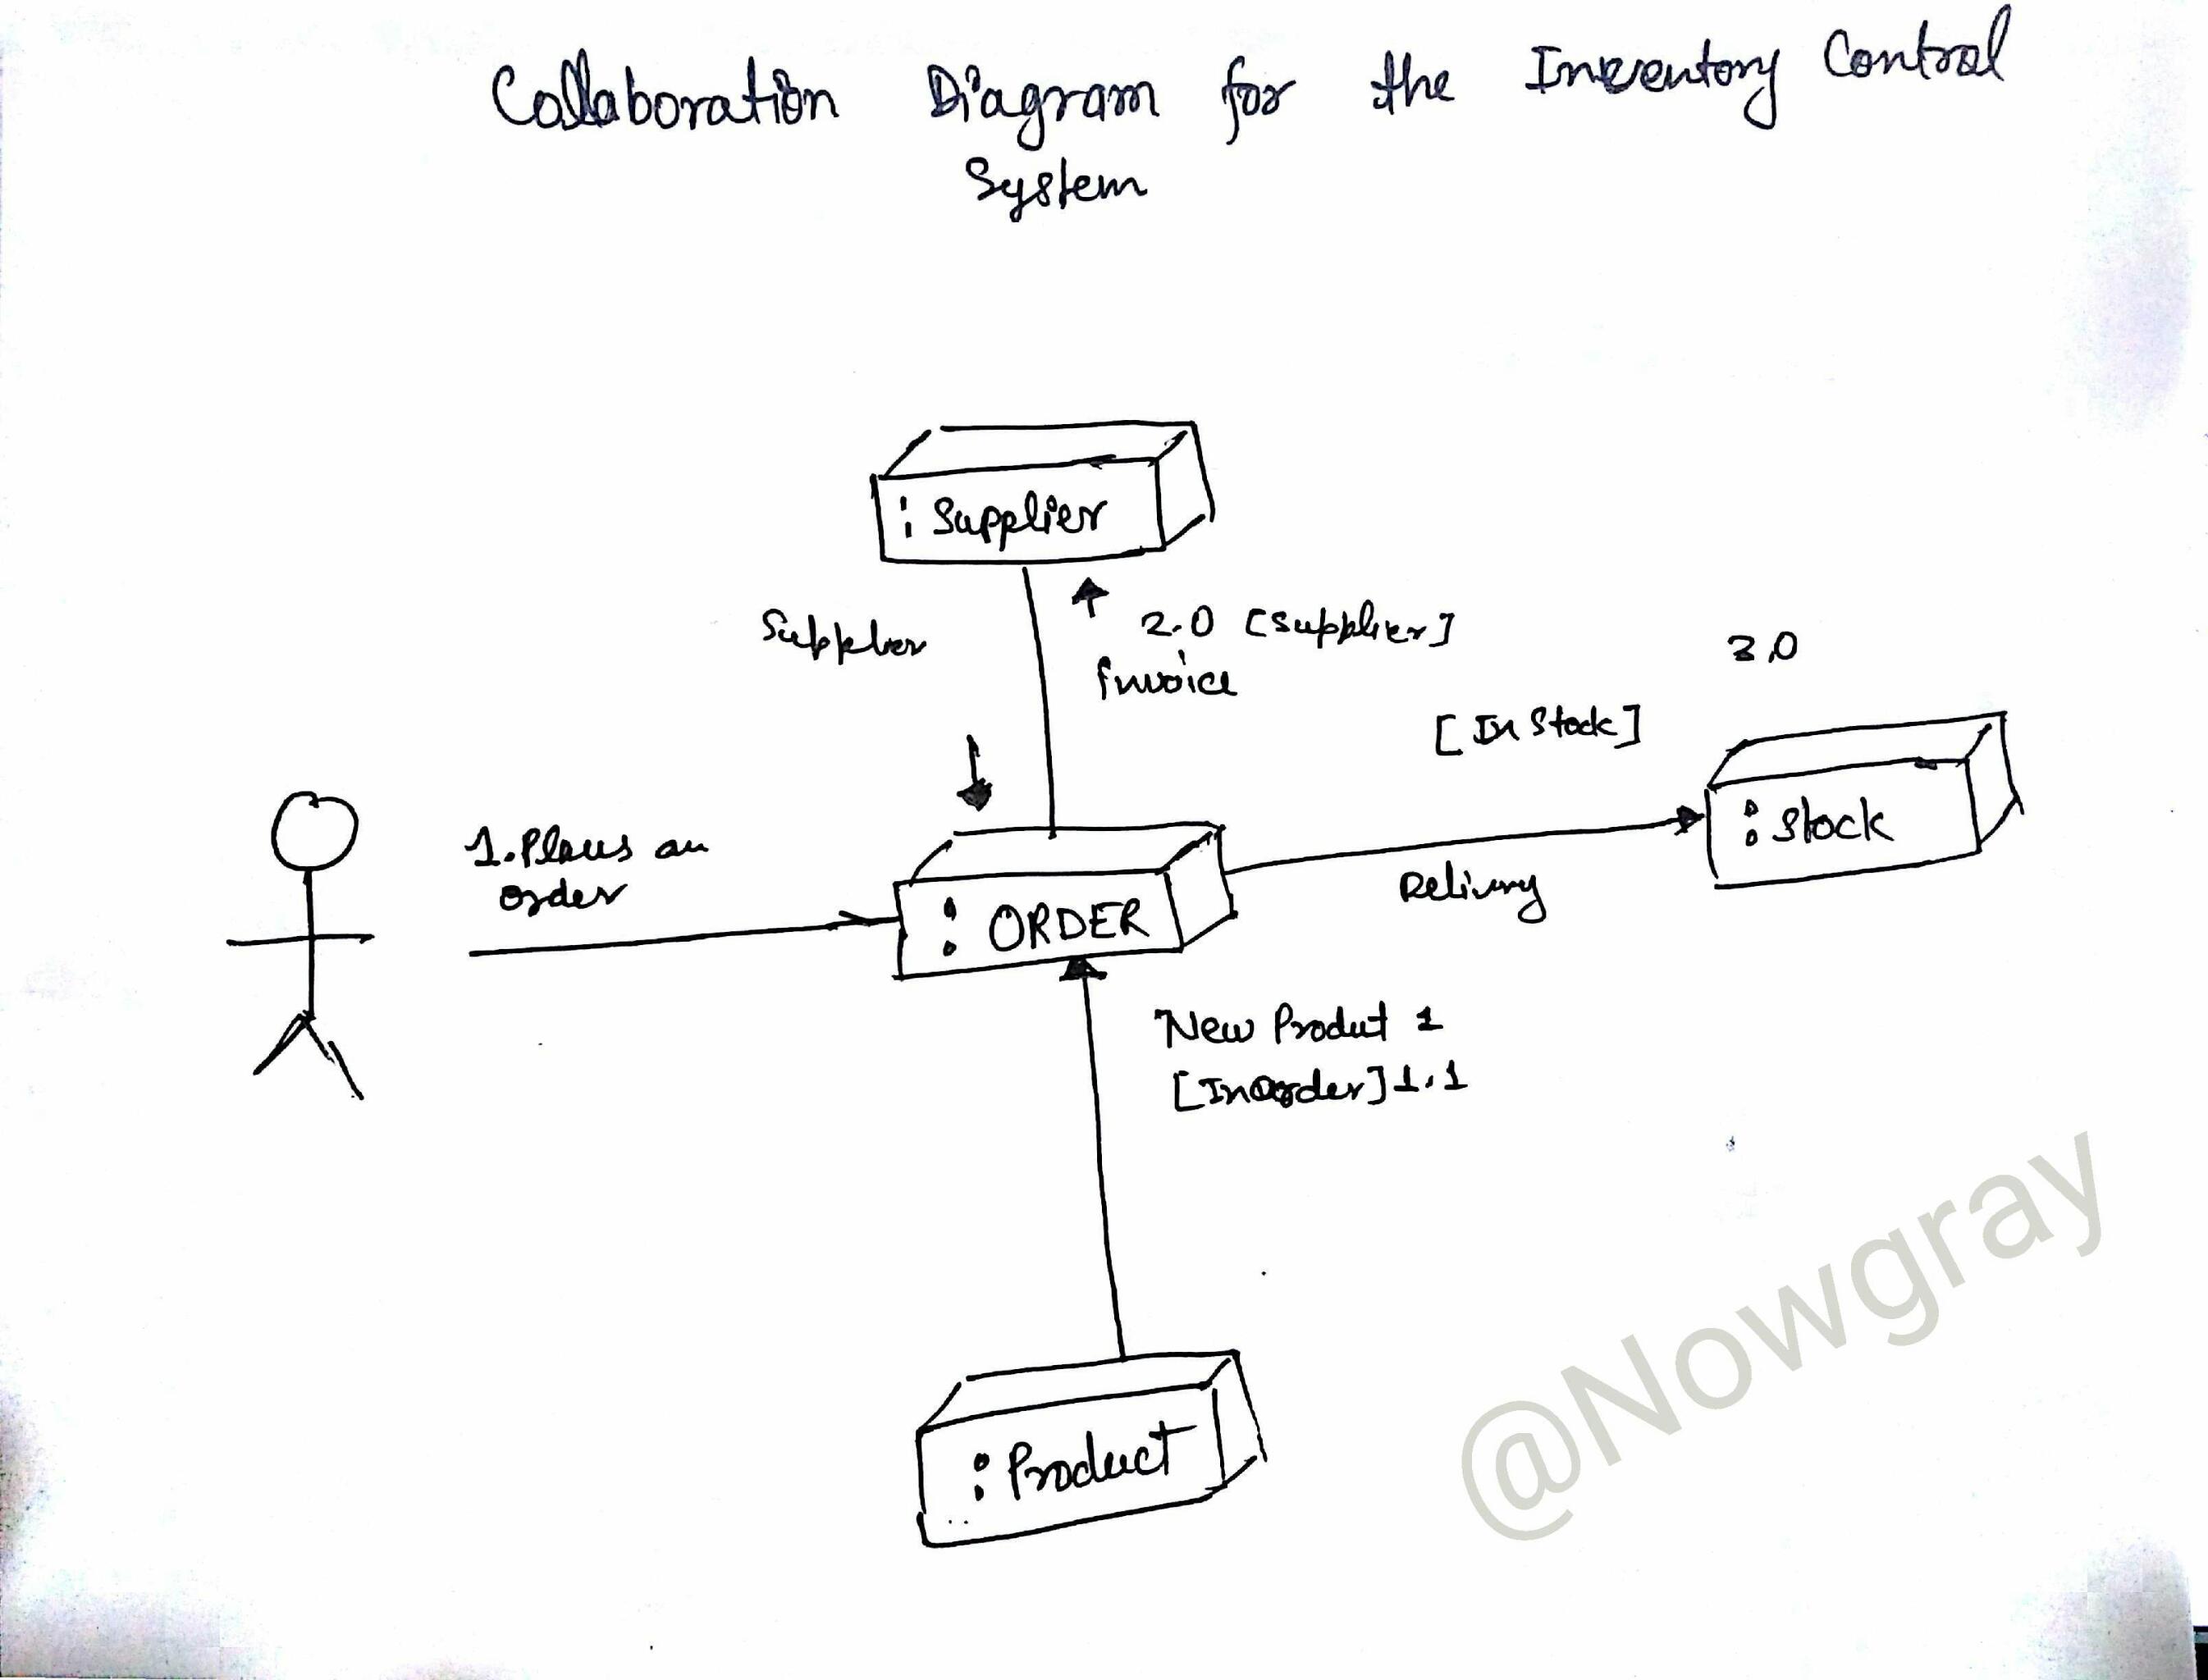 Collaboration Diagram for the Inventory Control
System
: Supplier
Supplier
2.0 [Supplier]
Invoice
3.0
[In Stock]
: Stock
1. Places an
order
: ORDER
Delivery
New Produt 1
[Inorder] 1.1
: Product
@Nowgray